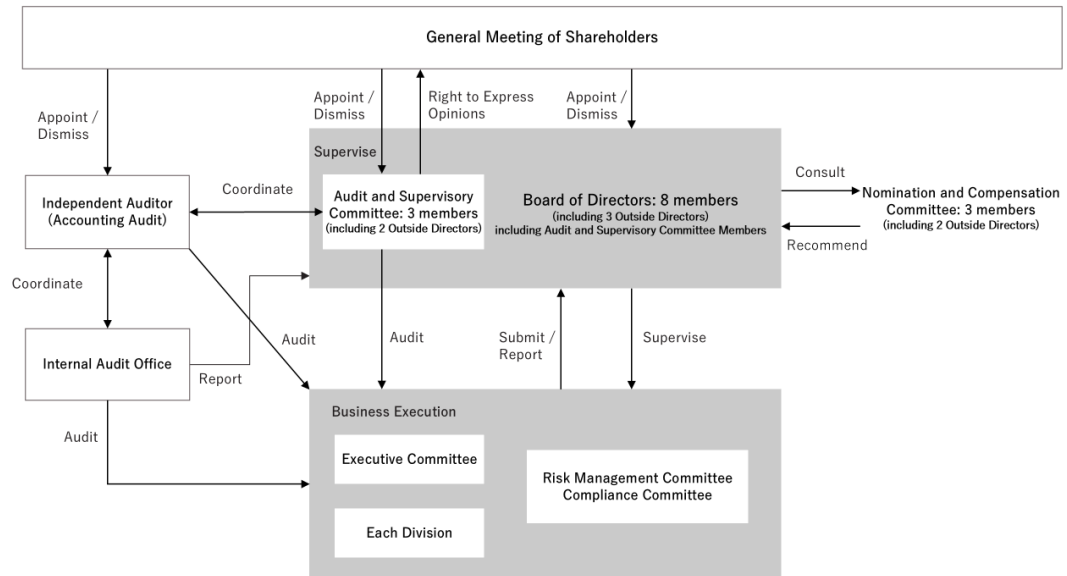 General Meeting of Shareholders
Appoint /
Dismiss
Appoint /
Dismiss
Right to Express
Opinions
Appoint /
Dismiss
Supervise
Independent Auditor
(Accounting Audit)
Coordinate
Audit and Supervisory
Committee: 3 members
(including 2 Outside Directors)
Board of Directors: 8 members
(including 3 Outside Directors)
including Audit and Supervisory Committee Members
Consult
Nomination and Compensation
Committee: 3 members
(including 2 Outside Directors)
Recommend
Coordinate
Internal Audit Office
Report
Audit
Audit
Submit /
Report
Supervise
Audit
Business Execution
Executive Committee
Each Division
Risk Management Committee
Compliance Committee